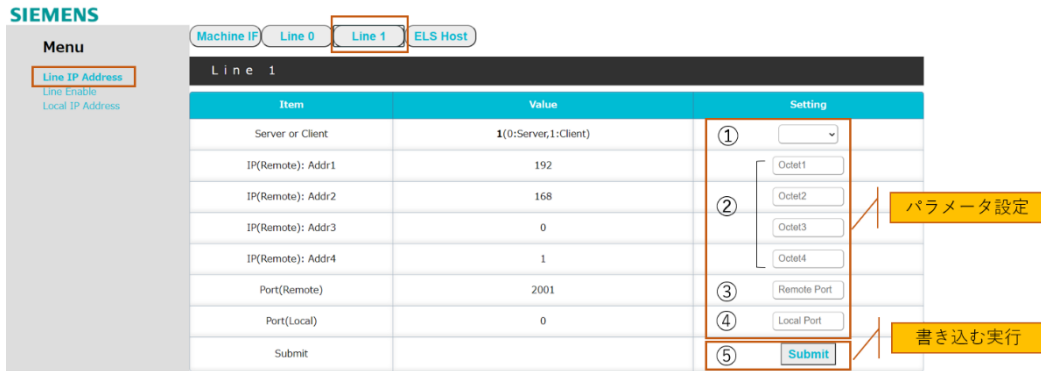 SIEMENS
Menu
Line IP Address
Line Enable
Local IP Address
Machine IF Line 0 Line 1 ELS Host
Line 1
Item Value Setting
Server or Client 1(0:Server,1:Client) ①
IP(Remote): Addr1 192 Octet1
IP(Remote): Addr2 168 ② Octet2
パラメータ設定
IP(Remote): Addr3 0 Octet3
IP(Remote): Addr4 1 Octet4
Port(Remote) 2001 ③ Remote Port
Port(Local) 0 ④ Local Port
書き込む実行
Submit ⑤ Submit